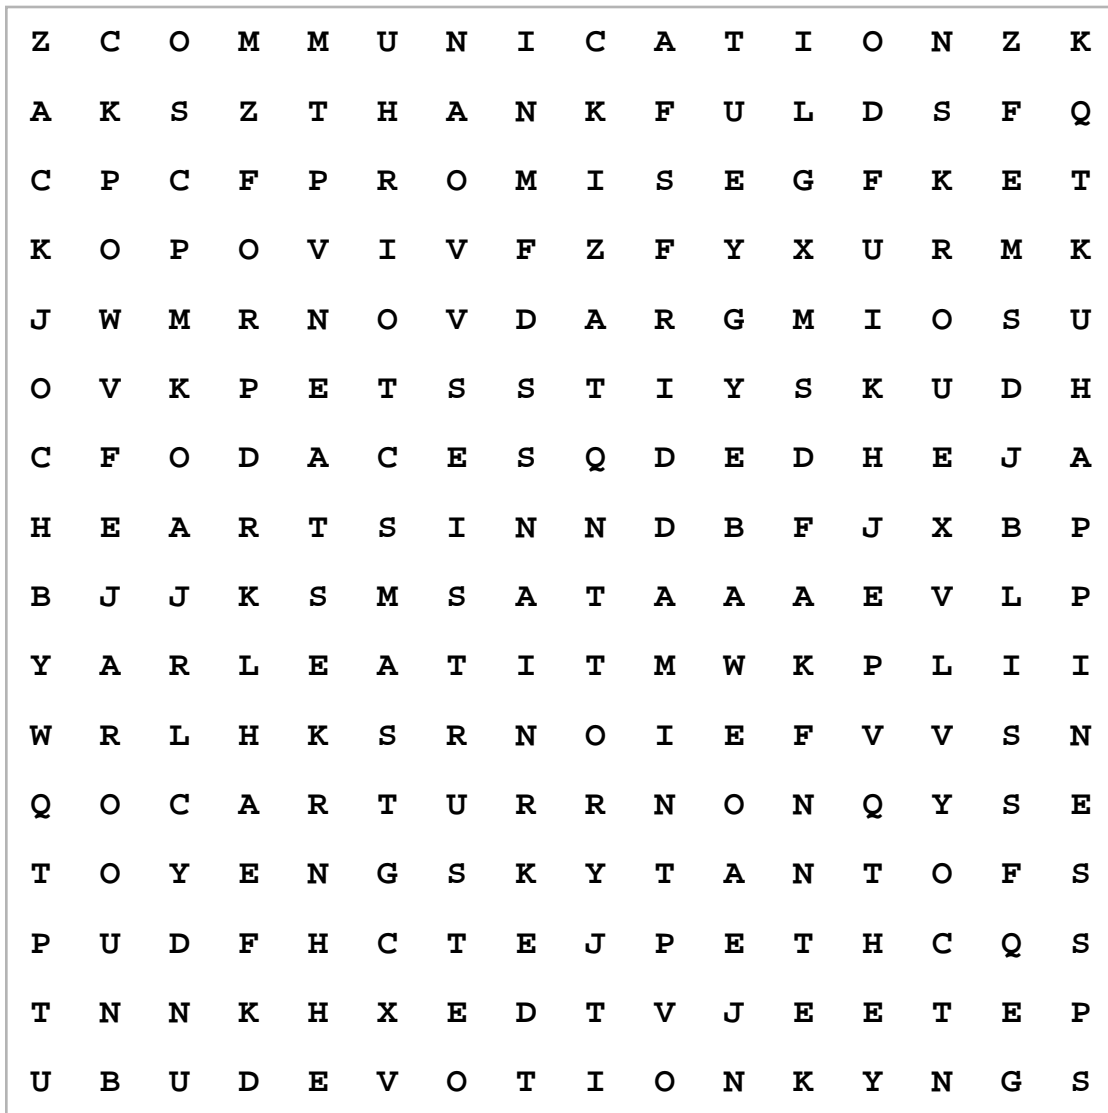 Z C O M M U N I C A T I O N Z K
A K S Z T H A N K F U L D S F Q
C P C F P R O M I S E G F K E T
K O P O V I V F Z F Y X U R M K
J W M R N O V D A R G M I O S U
O V K P E T S S T I Y S K U D H
C F O D A C E S Q D E D H E J A
H E A R T S I N N D B F J X B P
B J J K S M S A T A A A E V L P
Y A R L E A T I T M W K P L I I
W R L H K S R N O I E F V V S N
Q O C A R T U R R N O N Q Y S E
T O Y E N G S K Y T A N T O F S
P U D F H C T E J P E T H C Q S
T N N K H X E D T V J E E T E P
U B U D E V O T I O N K Y N G S